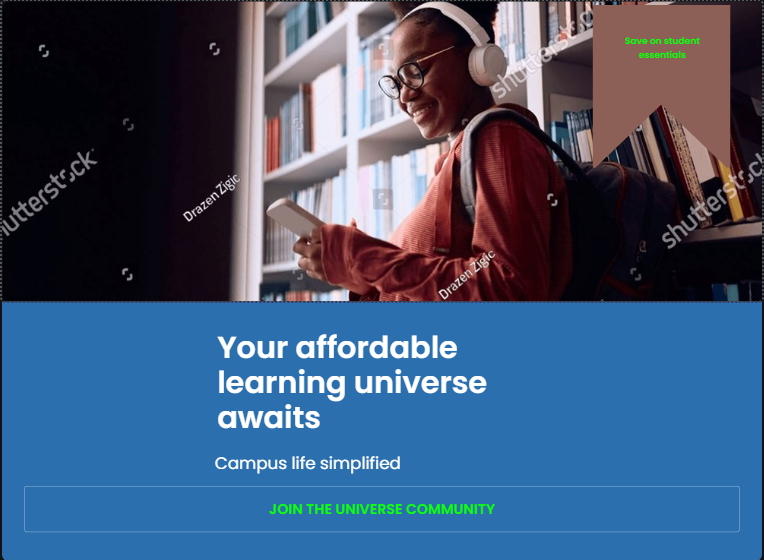 Save on student
essentials
shutterstock
shutterstock
shutterstock
Drazen Zigic
Drazen Zigic
Your affordable
learning universe
awaits
Campus life simplified
JOIN THE UNIVERSE COMMUNITY